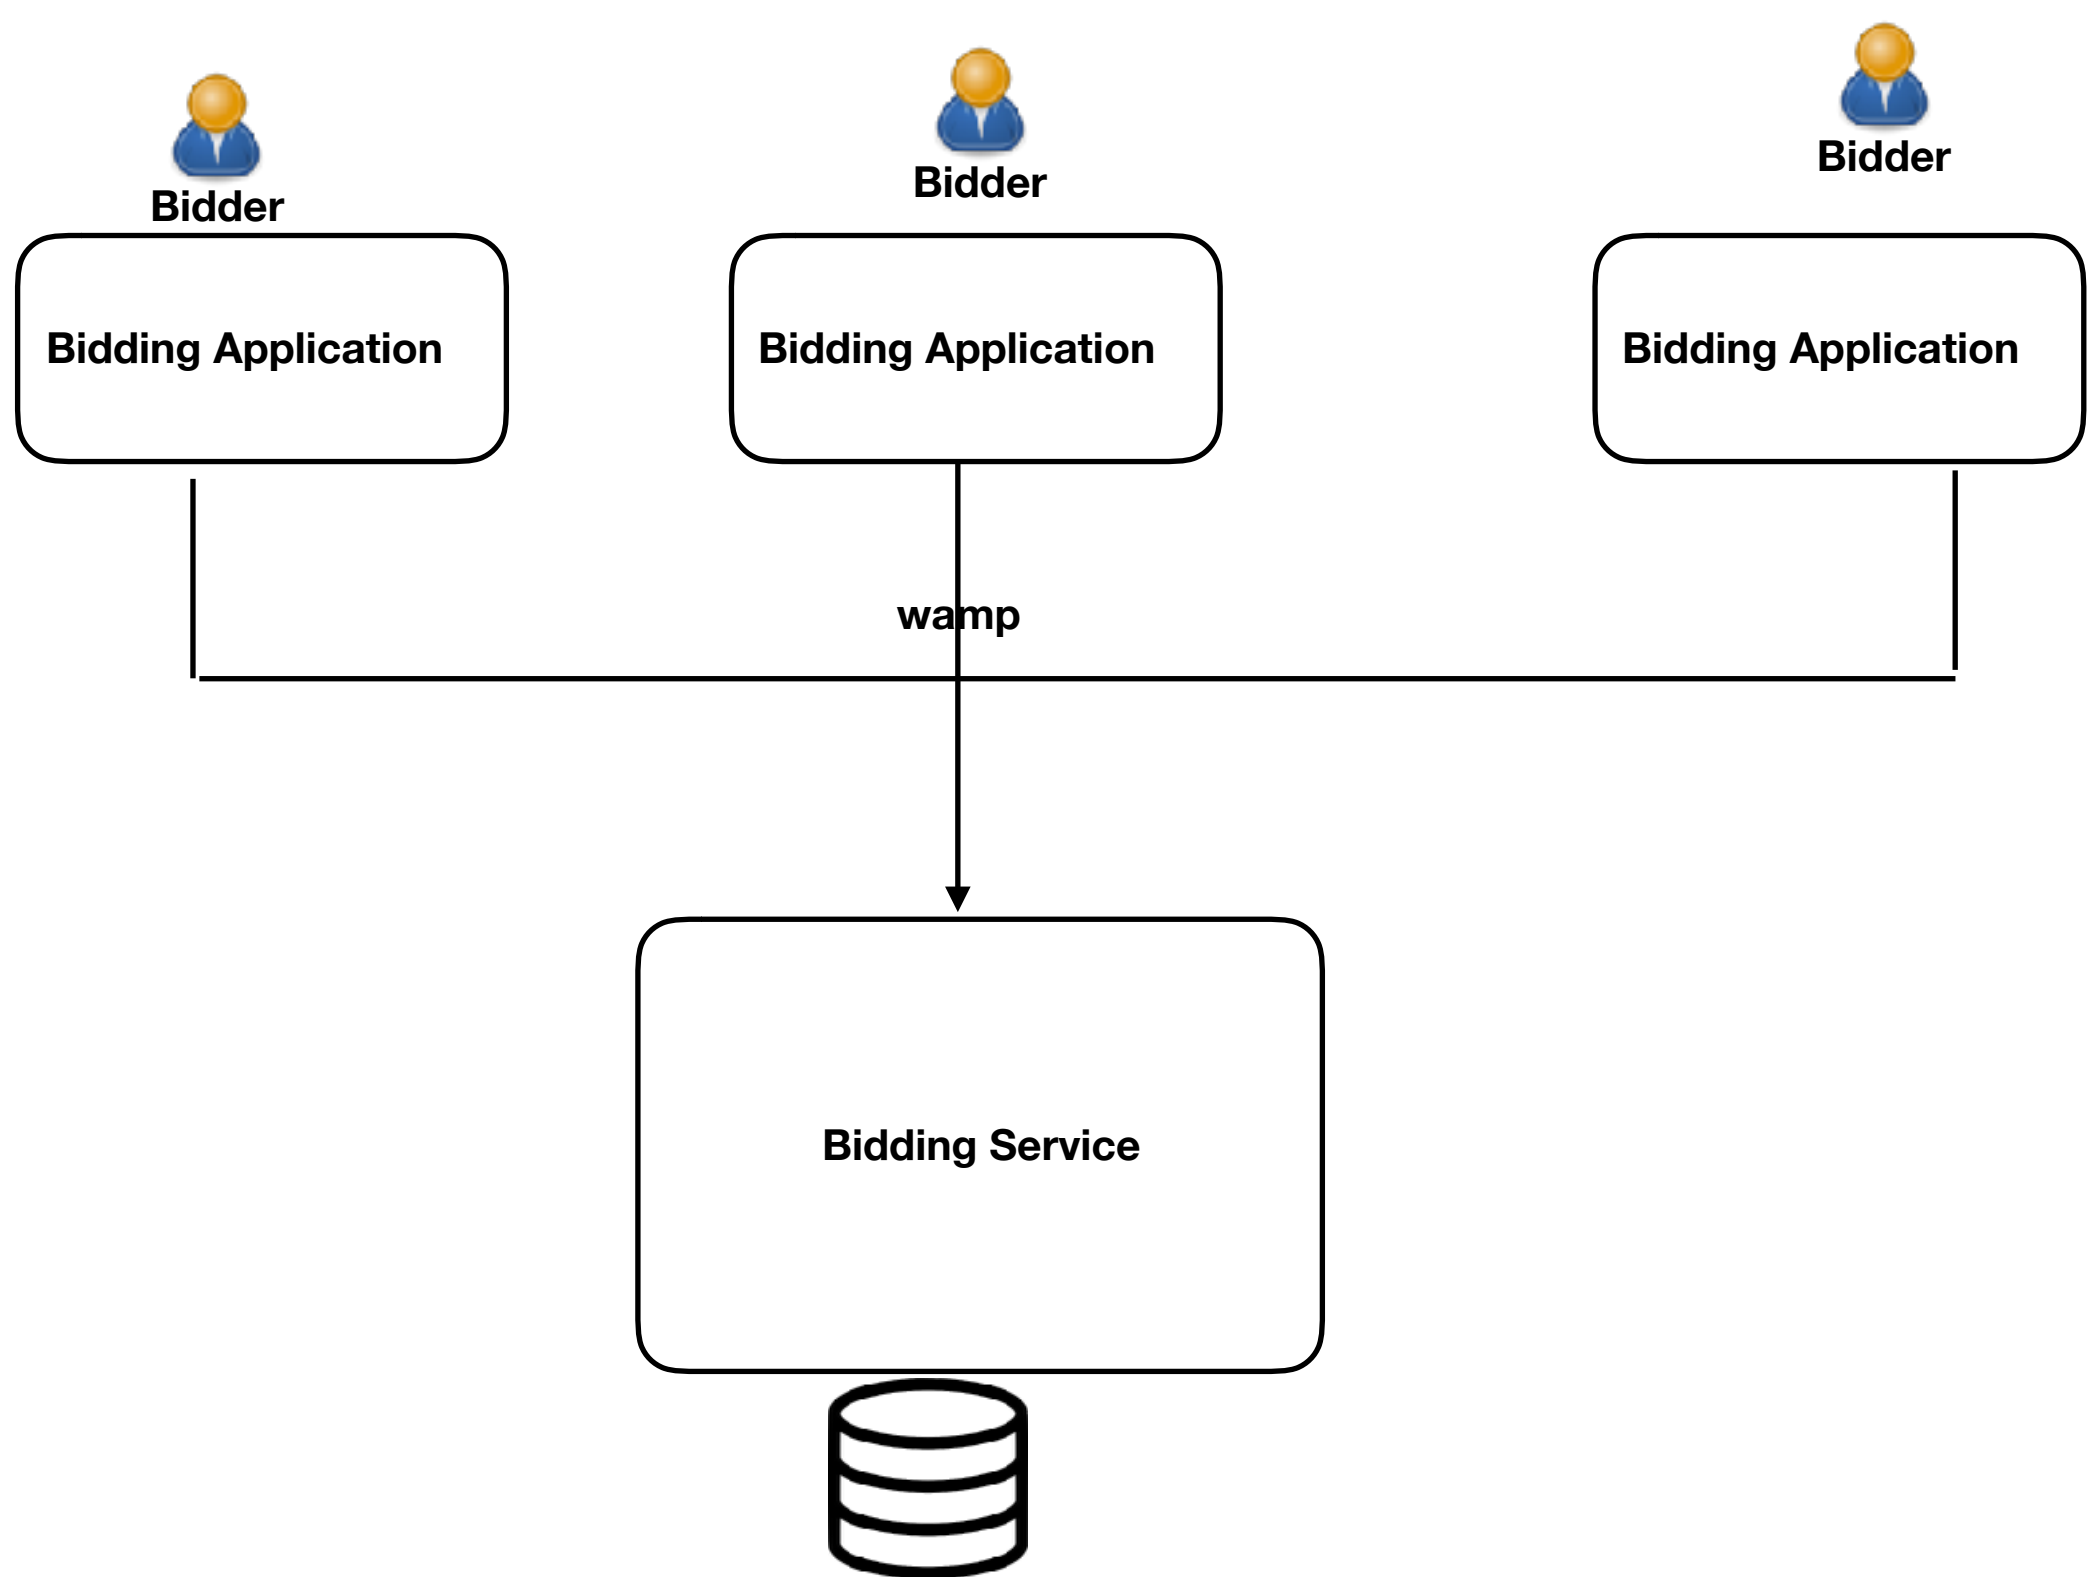 Bidder
Bidder
Bidder
Bidding Application
Bidding Application
Bidding Application
wamp
Bidding Service